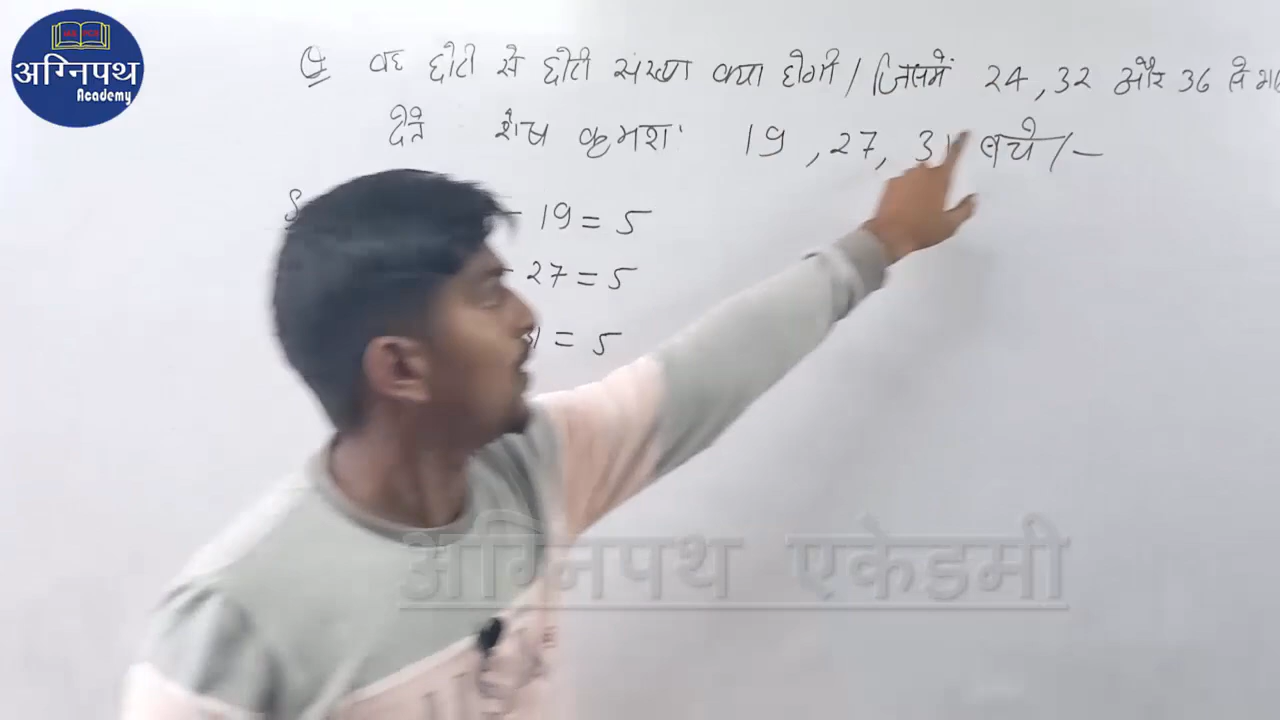 अग्निपथ
Academy
Q वह छोटी से छोटी संख्या क्या होगी / जिसमें 24, 32 और 36 से
देने शेष क्रमशः 19, 27, 31 बचे /-
- 19 = 5
- 27 = 5
31 = 5
अग्निपथ एकेडमी